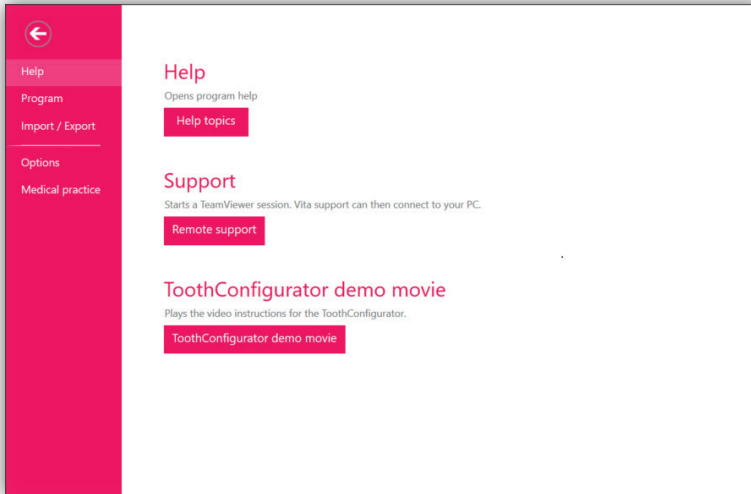 Help
Program
Import / Export
Options
Medical practice
Help
Opens program help
Help topics
Support
Starts a TeamViewer session. Vita support can then connect to your PC.
Remote support
ToothConfigurator demo movie
Plays the video instructions for the ToothConfigurator.
ToothConfigurator demo movie